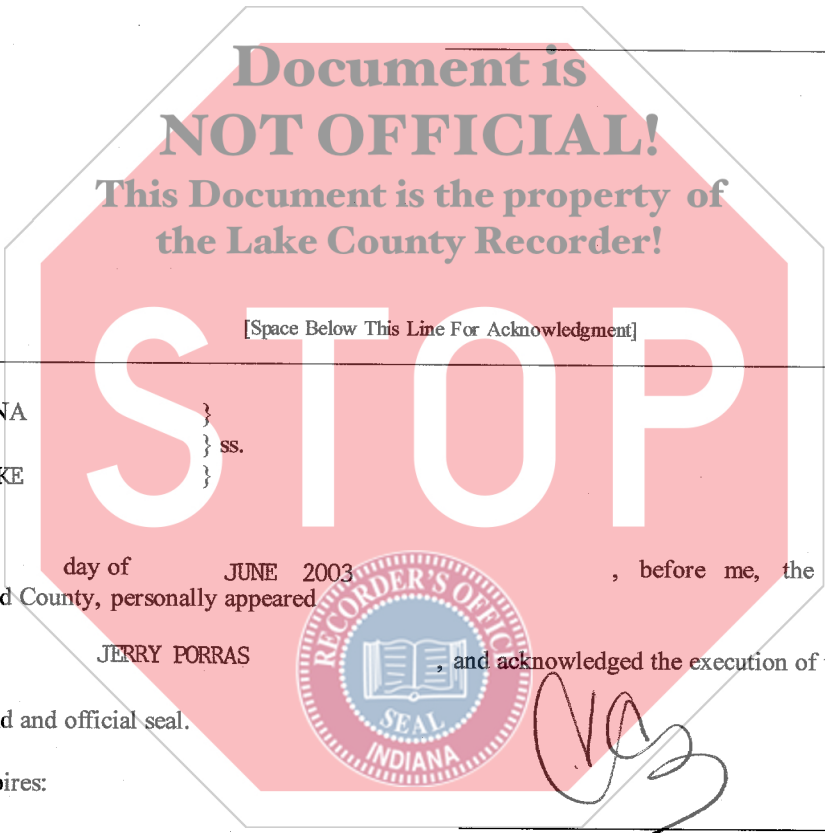 Document is
NOT OFFICIAL!
This Document is the property of
the Lake County Recorder!
[Space Below This Line For Acknowledgment]
STOP
NA }
} ss.
KE }
day of JUNE 2003 , before me, the
d County, personally appeared
JERRY PORRAS , and acknowledged the execution of
d and official seal.
pires:
RECORDER'S OFFICE
SEAL
INDIANA